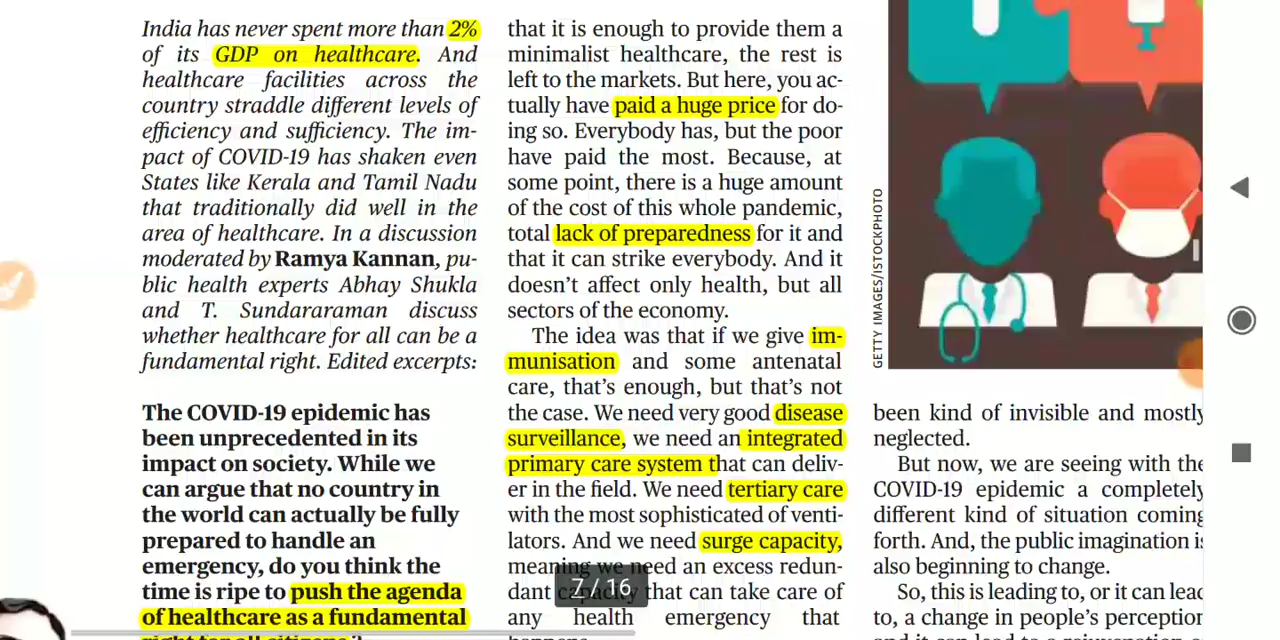 India has never spent more than 2%
of its GDP on healthcare. And
healthcare facilities across the
country straddle different levels of
efficiency and sufficiency. The im-
pact of COVID-19 has shaken even
States like Kerala and Tamil Nadu
that traditionally did well in the
area of healthcare. In a discussion
moderated by Ramya Kannan, pu-
blic health experts Abhay Shukla
and T. Sundararaman discuss
whether healthcare for all can be a
fundamental right. Edited excerpts:
The COVID-19 epidemic has
been unprecedented in its
impact on society. While we
can argue that no country in
the world can actually be fully
prepared to handle an
emergency, do you think the
time is ripe to push the agenda
of healthcare as a fundamental
right for all citizens?
that it is enough to provide them a
minimalist healthcare, the rest is
left to the markets. But here, you ac-
tually have paid a huge price for do-
ing so. Everybody has, but the poor
have paid the most. Because, at
some point, there is a huge amount
of the cost of this whole pandemic,
total lack of preparedness for it and
that it can strike everybody. And it
doesn't affect only health, but all
sectors of the economy.
The idea was that if we give im-
munisation and some antenatal
care, that's enough, but that's not
the case. We need very good disease
surveillance, we need an integrated
primary care system that can deliv-
er in the field. We need tertiary care
with the most sophisticated of venti-
lators. And we need surge capacity,
meaning we need an excess redun-
dant capacity that can take care of
any health emergency that
happens.
7 / 16
GETTY IMAGES/ISTOCKPHOTO
been kind of invisible and mostly
neglected.
But now, we are seeing with the
COVID-19 epidemic a completely
different kind of situation coming
forth. And, the public imagination is
also beginning to change.
So, this is leading to, or it can lead
to, a change in people's perception